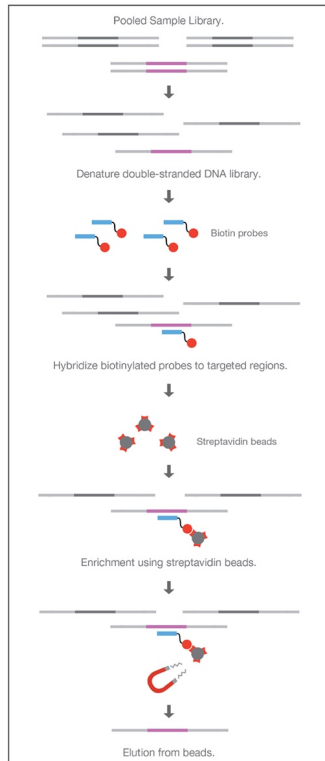 Pooled Sample Library.
Denature double-stranded DNA library.
Biotin probes
Hybridize biotinylated probes to targeted regions.
Streptavidin beads
Enrichment using streptavidin beads.
Elution from beads.